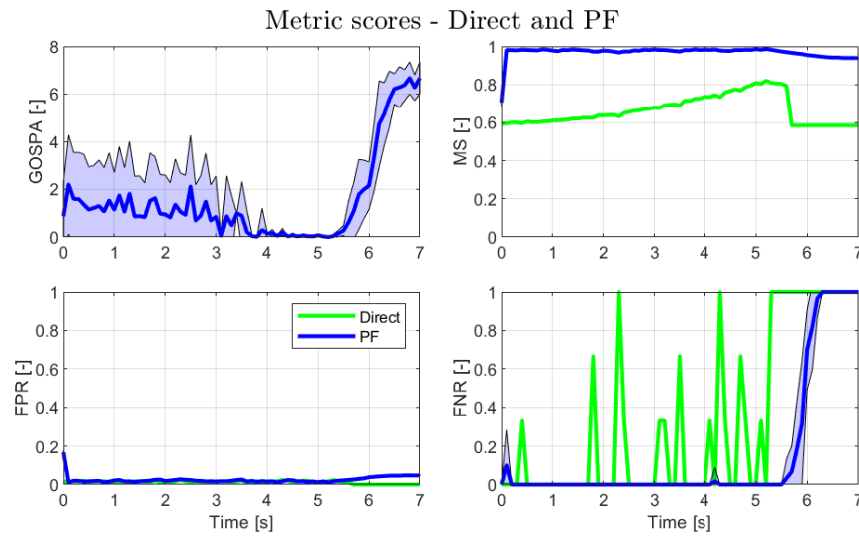 Metric scores - Direct and PF
8
6
4
2
0
GOSPA [-]
0 1 2 3 4 5 6 7
1
0.8
0.6
0.4
0.2
0
MS [-]
0 1 2 3 4 5 6 7
1
0.8
0.6
0.4
0.2
0
FPR [-]
Direct
PF
0 1 2 3 4 5 6 7
Time [s]
1
0.8
0.6
0.4
0.2
0
FNR [-]
0 1 2 3 4 5 6 7
Time [s]